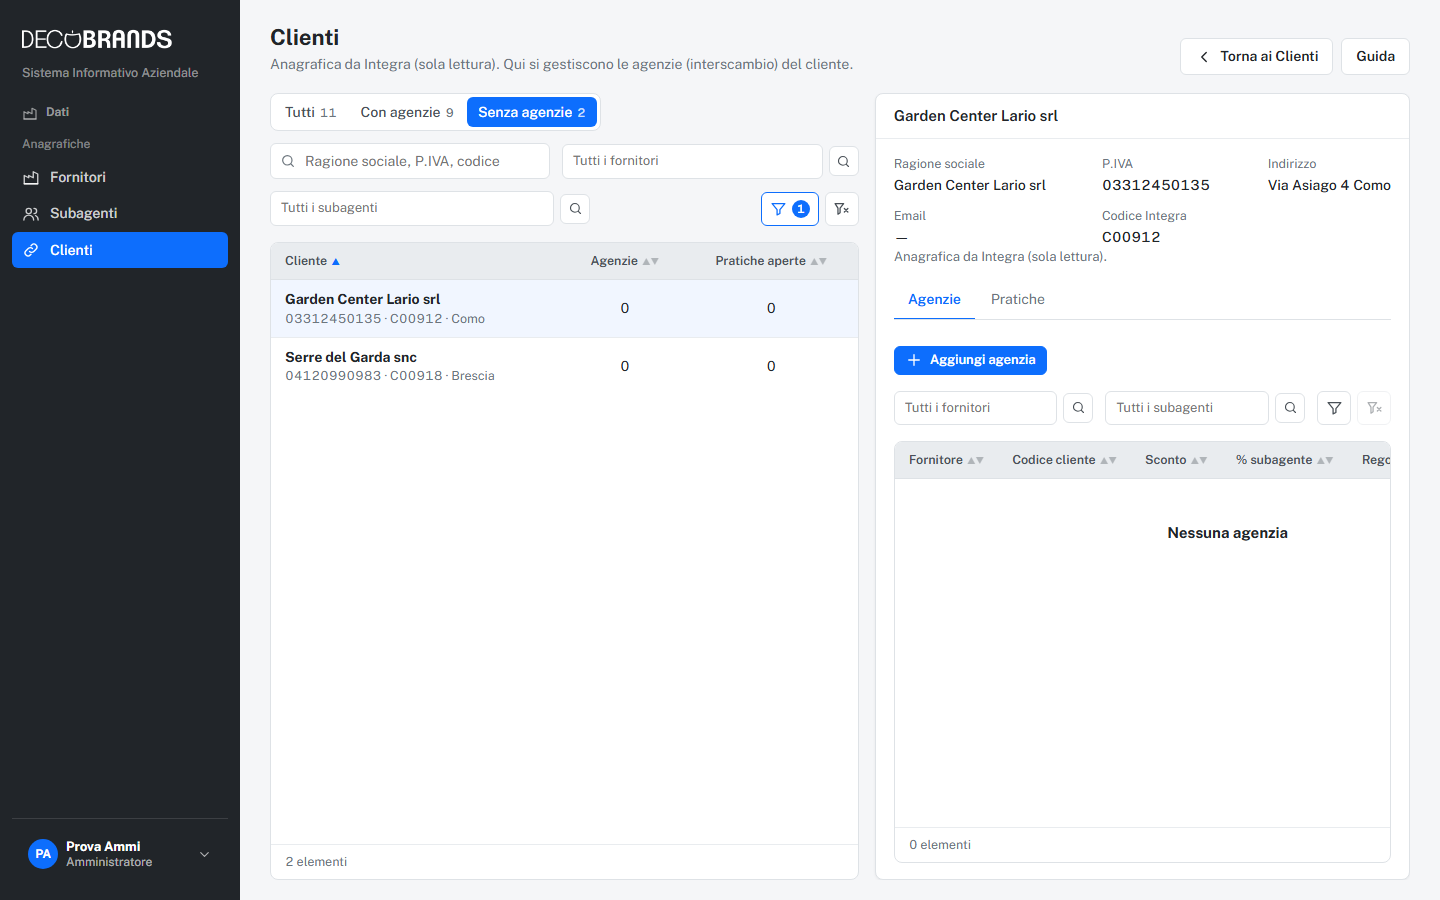 DECOBRANDS
Sistema Informativo Aziendale
Dati
Anagrafiche
Fornitori
Subagenti
Clienti
PA
Prova Ammi
Amministratore
Clienti
Anagrafica da Integra (sola lettura). Qui si gestiscono le agenzie (interscambio) del cliente.
Torna ai Clienti
Guida
Tutti 11
Con agenzie 9
Senza agenzie 2
Ragione sociale, P.IVA, codice
Tutti i fornitori
Tutti i subagenti
1
Cliente
Agenzie
Pratiche aperte
Garden Center Lario srl
0
0
03312450135 · C00912 · Como
Serre del Garda snc
0
0
04120990983 · C00918 · Brescia
2 elementi
Garden Center Lario srl
Ragione sociale
P.IVA
Indirizzo
Garden Center Lario srl
03312450135
Via Asiago 4 Como
Email
Codice Integra
—
C00912
Anagrafica da Integra (sola lettura).
Agenzie
Pratiche
Aggiungi agenzia
Tutti i fornitori
Tutti i subagenti
Fornitore
Codice cliente
Sconto
% subagente
Rego
Nessuna agenzia
0 elementi